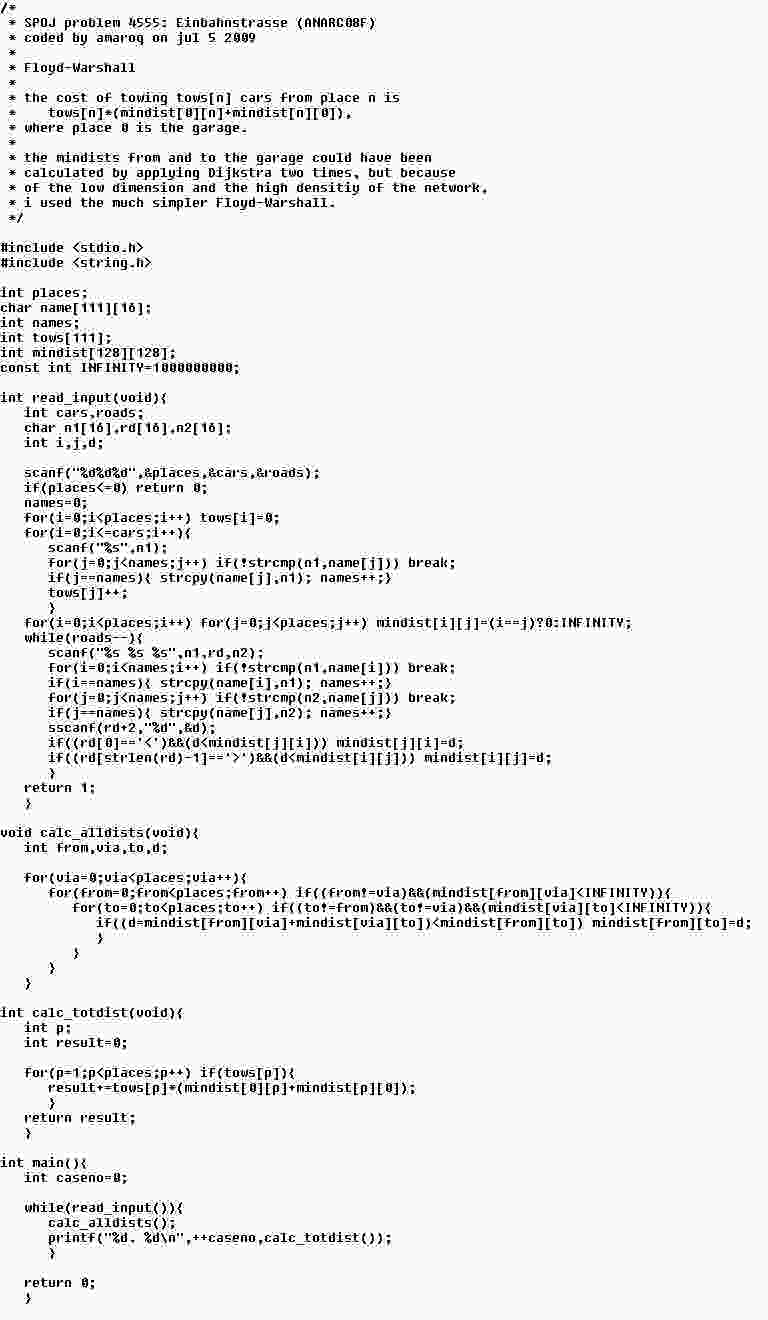 /*
 * SPOJ problem 4555: Einbahnstrasse (ANARC08F)
 * coded by amaroq on jul 5 2009
 *
 * Floyd-Warshall
 *
 * the cost of towing tows[n] cars from place n is
 *    tows[n]*(mindist[0][n]+mindist[n][0]),
 * where place 0 is the garage.
 *
 * the mindists from and to the garage could have been
 * calculated by applying Dijkstra two times, but because
 * of the low dimension and the high densitiy of the network,
 * i used the much simpler Floyd-Warshall.
 */

#include <stdio.h>
#include <string.h>

int places;
char name[111][16];
int names;
int tows[111];
int mindist[128][128];
const int INFINITY=1000000000;

int read_input(void){
   int cars,roads;
   char n1[16],rd[16],n2[16];
   int i,j,d;

   scanf("%d%d%d",&places,&cars,&roads);
   if(places<=0) return 0;
   names=0;
   for(i=0;i<places;i++) tows[i]=0;
   for(i=0;i<=cars;i++){
      scanf("%s",n1);
      for(j=0;j<names;j++) if(!strcmp(n1,name[j])) break;
      if(j==names){ strcpy(name[j],n1); names++;}
      tows[j]++;
      }
   for(i=0;i<places;i++) for(j=0;j<places;j++) mindist[i][j]=(i==j)?0:INFINITY;
   while(roads--){
      scanf("%s %s %s",n1,rd,n2);
      for(i=0;i<names;i++) if(!strcmp(n1,name[i])) break;
      if(i==names){ strcpy(name[i],n1); names++;}
      for(j=0;j<names;j++) if(!strcmp(n2,name[j])) break;
      if(j==names){ strcpy(name[j],n2); names++;}
      sscanf(rd+2,"%d",&d);
      if((rd[0]=='<')&&(d<mindist[j][i])) mindist[j][i]=d;
      if((rd[strlen(rd)-1]=='>')&&(d<mindist[i][j])) mindist[i][j]=d;
      }
   return 1;
   }

void calc_alldists(void){
   int from,via,to,d;

   for(via=0;via<places;via++){
      for(from=0;from<places;from++) if((from!=via)&&(mindist[from][via]<INFINITY)){
         for(to=0;to<places;to++) if((to!=from)&&(to!=via)&&(mindist[via][to]<INFINITY)){
            if((d=mindist[from][via]+mindist[via][to])<mindist[from][to]) mindist[from][to]=d;
            }
         }
      }
   }

int calc_totdist(void){
   int p;
   int result=0;

   for(p=1;p<places;p++) if(tows[p]){
      result+=tows[p]*(mindist[0][p]+mindist[p][0]);
      }
   return result;
   }

int main(){
   int caseno=0;

   while(read_input()){
      calc_alldists();
      printf("%d. %d\n",++caseno,calc_totdist());
      }

   return 0;
   }